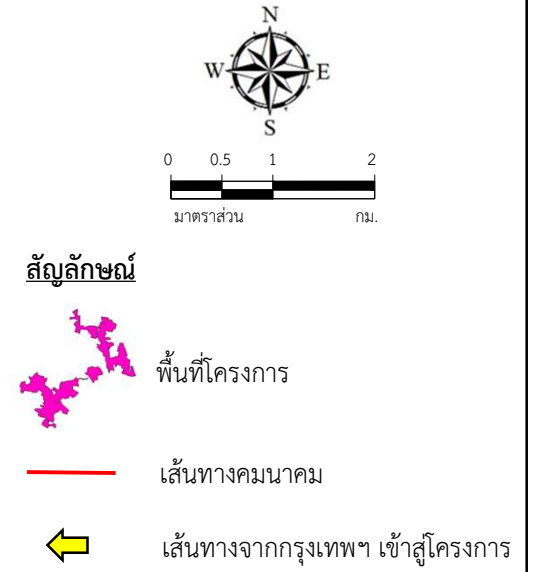 N
W E
S
0 0.5 1 2
มาตราส่วน กม.
สัญลักษณ์
พื้นที่โครงการ
เส้นทางคมนาคม
เส้นทางจากกรุงเทพฯ เข้าสู่โครงการ